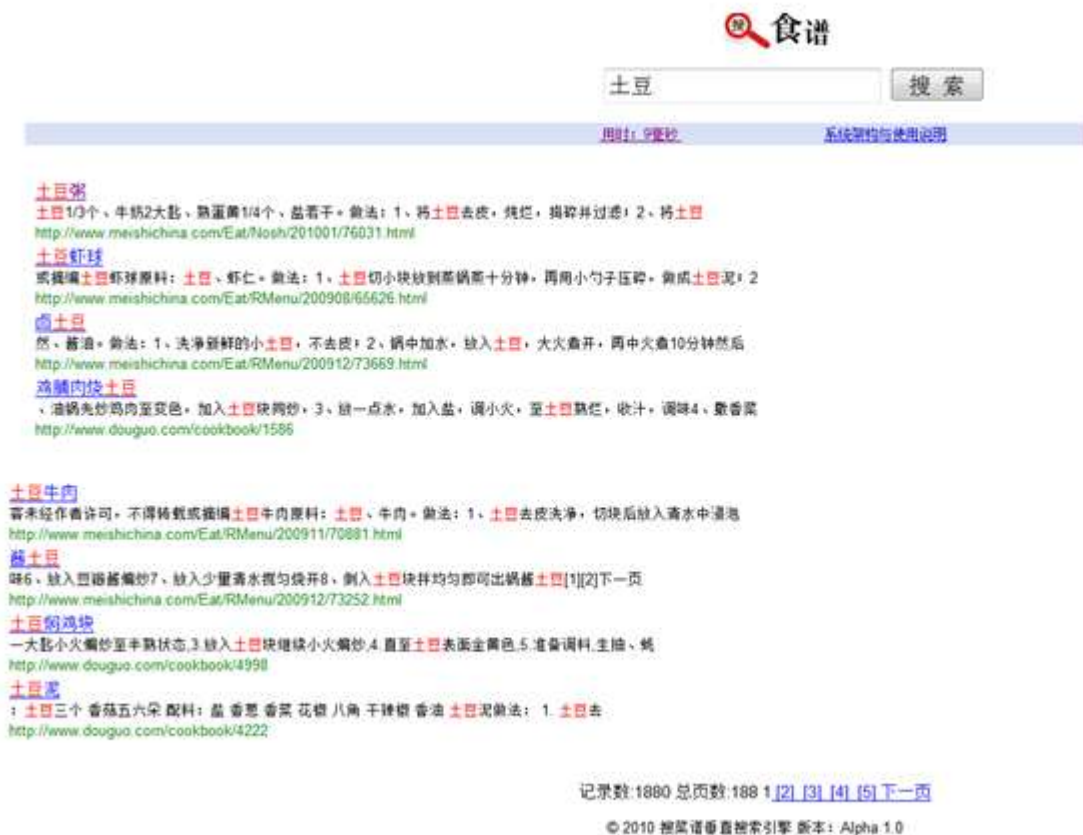 搜 食谱
土豆
搜 索
用时：9毫秒 系统架构与使用说明
土豆粥
土豆1/3个、牛奶2大匙、熟蛋黄1/4个、盐若干。做法：1、将土豆去皮，炖烂，捣碎并过滤；2、将土豆
http://www.meishichina.com/Eat/Nosh/201001/76031.html
土豆虾球
或摘编土豆虾球原料：土豆、虾仁。做法：1、土豆切小块放到蒸锅蒸十分钟，再用小勺子压碎，做成土豆泥；2
http://www.meishichina.com/Eat/RMenu/200908/65626.html
卤土豆
然、酱油。做法：1、洗净新鲜的小土豆，不去皮；2、锅中加水，放入土豆，大火煮开，再中火煮10分钟然后
http://www.meishichina.com/Eat/RMenu/200912/73669.html
鸡脯肉烧土豆
、油锅先炒鸡肉至变色，加入土豆块同炒，3、放一点水，加入盐，调小火，至土豆熟烂，收汁，调味4、撒香菜
http://www.douguo.com/cookbook/1586
土豆牛肉
容未经作者许可，不得转载或摘编土豆牛肉原料：土豆、牛肉。做法：1、土豆去皮洗净，切块后放入清水中浸泡
http://www.meishichina.com/Eat/RMenu/200911/70881.html
酱土豆
味6、放入豆瓣酱煸炒7、放入少量清水搅匀烧开8、倒入土豆块拌均匀即可出锅酱土豆[1][2]下一页
http://www.meishichina.com/Eat/RMenu/200912/73252.html
土豆焖鸡块
一大匙小火煸炒至半熟状态,3.放入土豆块继续小火煸炒,4.直至土豆表面金黄色,5.准备调料,生抽、蚝
http://www.douguo.com/cookbook/4998
土豆泥
：土豆三个 香菇五六朵 配料：盐 香葱 香菜 花椒 八角 干辣椒 香油 土豆泥做法： 1. 土豆去
http://www.douguo.com/cookbook/4222
记录数:1880 总页数:188 1 [2] [3] [4] [5] 下一页
© 2010 搜菜谱垂直搜索引擎 版本：Alpha 1.0